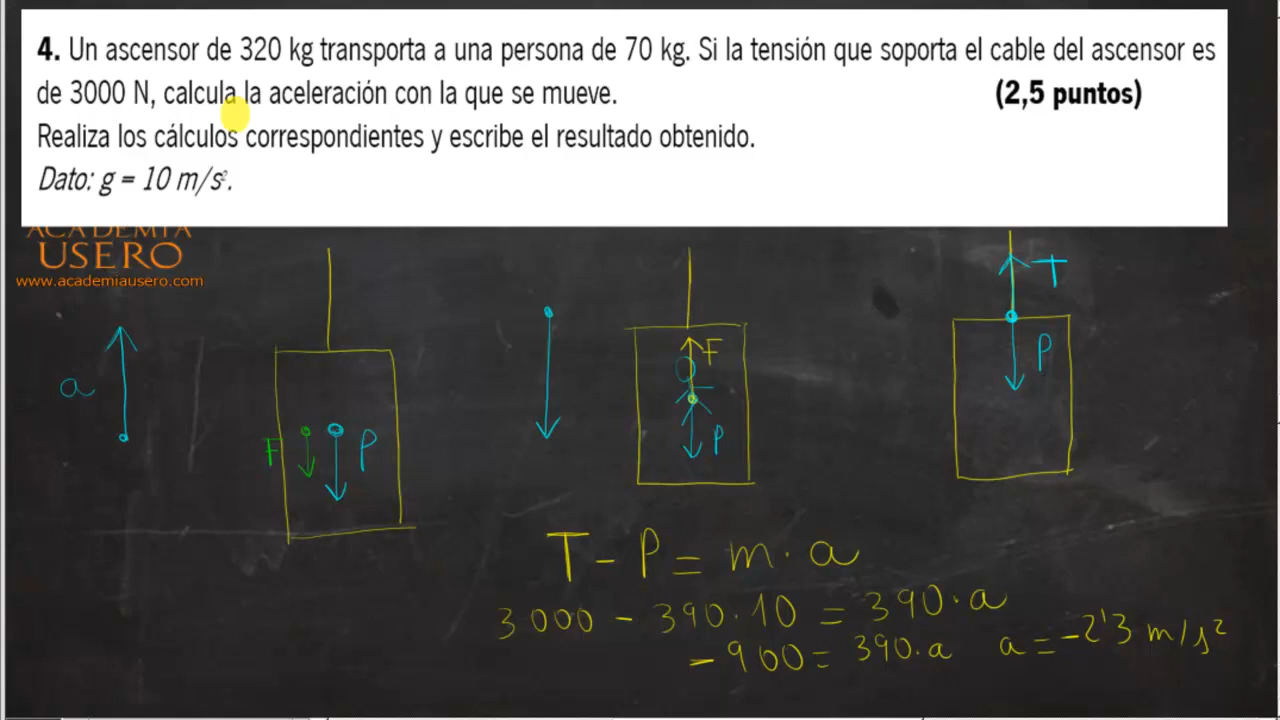 4. Un ascensor de 320 kg transporta a una persona de 70 kg. Si la tensión que soporta el cable del ascensor es
de 3000 N, calcula la aceleración con la que se mueve. (2,5 puntos)
Realiza los cálculos correspondientes y escribe el resultado obtenido.
Dato: g = 10 m/s².
ACADEMIA
USERO
www.academiausero.com
a
F P
F
P
T
P
T - P = m · a
3000 - 390·10 = 390·a
-900 = 390·a a = -2'3 m/s²